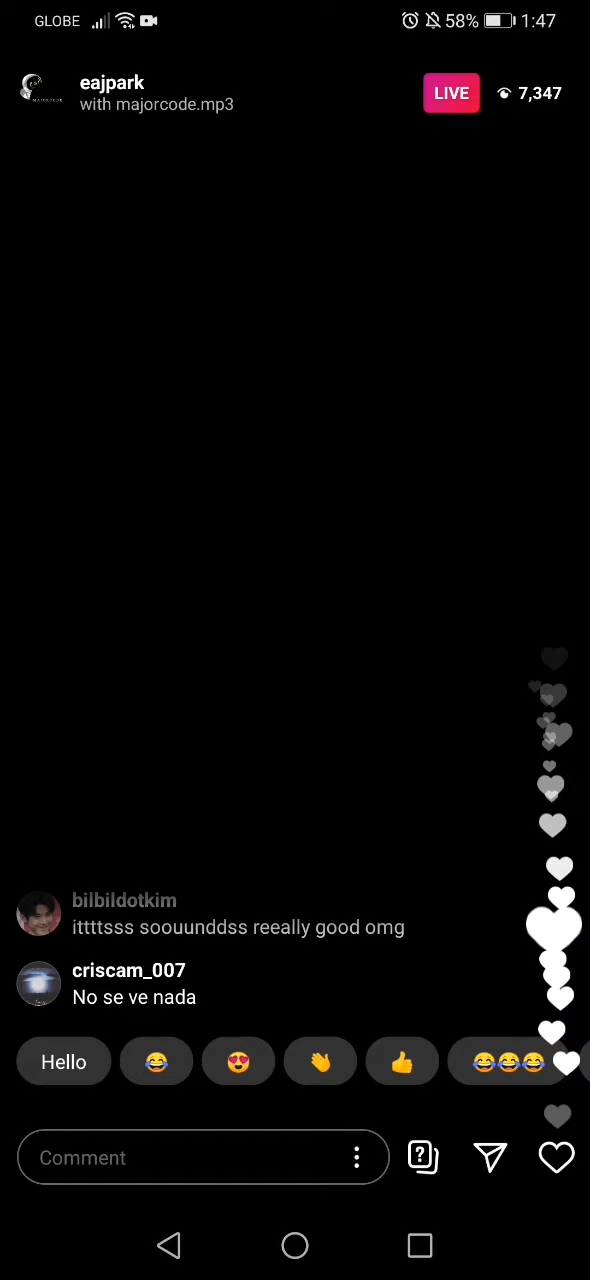 GLOBE 58% 1:47
eajpark
with majorcode.mp3
LIVE 7,347
bilbildotkim
ittttsss soouunddss reeally good omg
criscam_007
No se ve nada
Hello
Comment